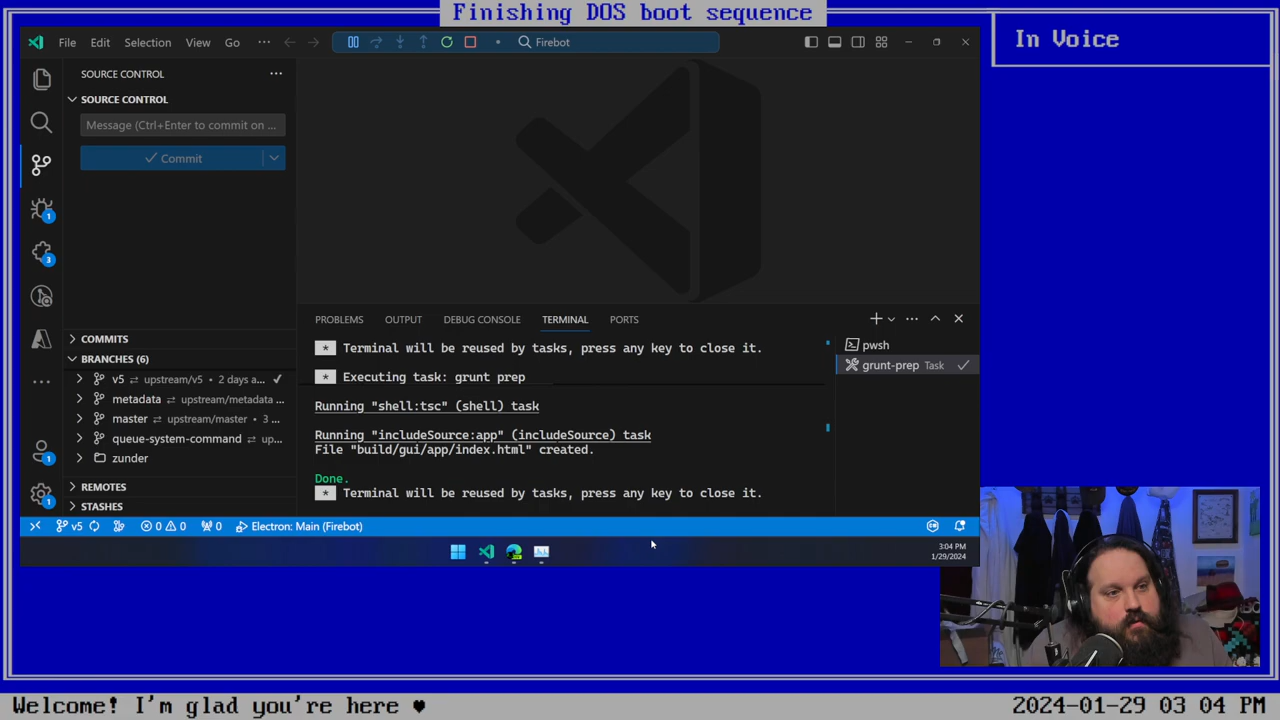 Finishing DOS boot sequence
In Voice
File Edit Selection View Go ··· Firebot
SOURCE CONTROL ···
SOURCE CONTROL
Message (Ctrl+Enter to commit on ...
Commit
1
3
COMMITS
BRANCHES (6)
v5 upstream/v5 • 2 days a...
metadata upstream/metadata ...
master upstream/master • 3 ...
queue-system-command up...
zunder
REMOTES
STASHES
1
1
PROBLEMS OUTPUT DEBUG CONSOLE TERMINAL PORTS
pwsh
grunt-prep Task
* Terminal will be reused by tasks, press any key to close it.
* Executing task: grunt prep
Running "shell:tsc" (shell) task
Running "includeSource:app" (includeSource) task
File "build/gui/app/index.html" created.
Done.
* Terminal will be reused by tasks, press any key to close it.
v5 0 0 0 Electron: Main (Firebot)
3:04 PM
1/29/2024
Welcome! I'm glad you're here ♥
2024-01-29 03 04 PM